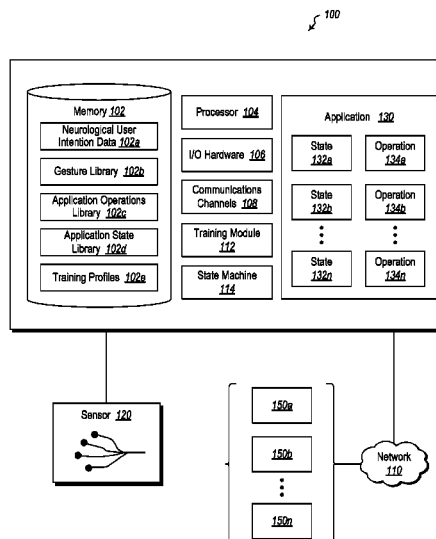 100
Memory 102
Neurological User
Intention Data 102a
Gesture Library 102b
Application Operations
Library 102c
Application State
Library 102d
Training Profiles 102e
Processor 104
I/O Hardware 106
Communications
Channels 108
Training Module
112
State Machine
114
Application 130
State
132a
Operation
134a
State
132b
Operation
134b
State
132n
Operation
134n
Sensor 120
150a
150b
150n
Network
110